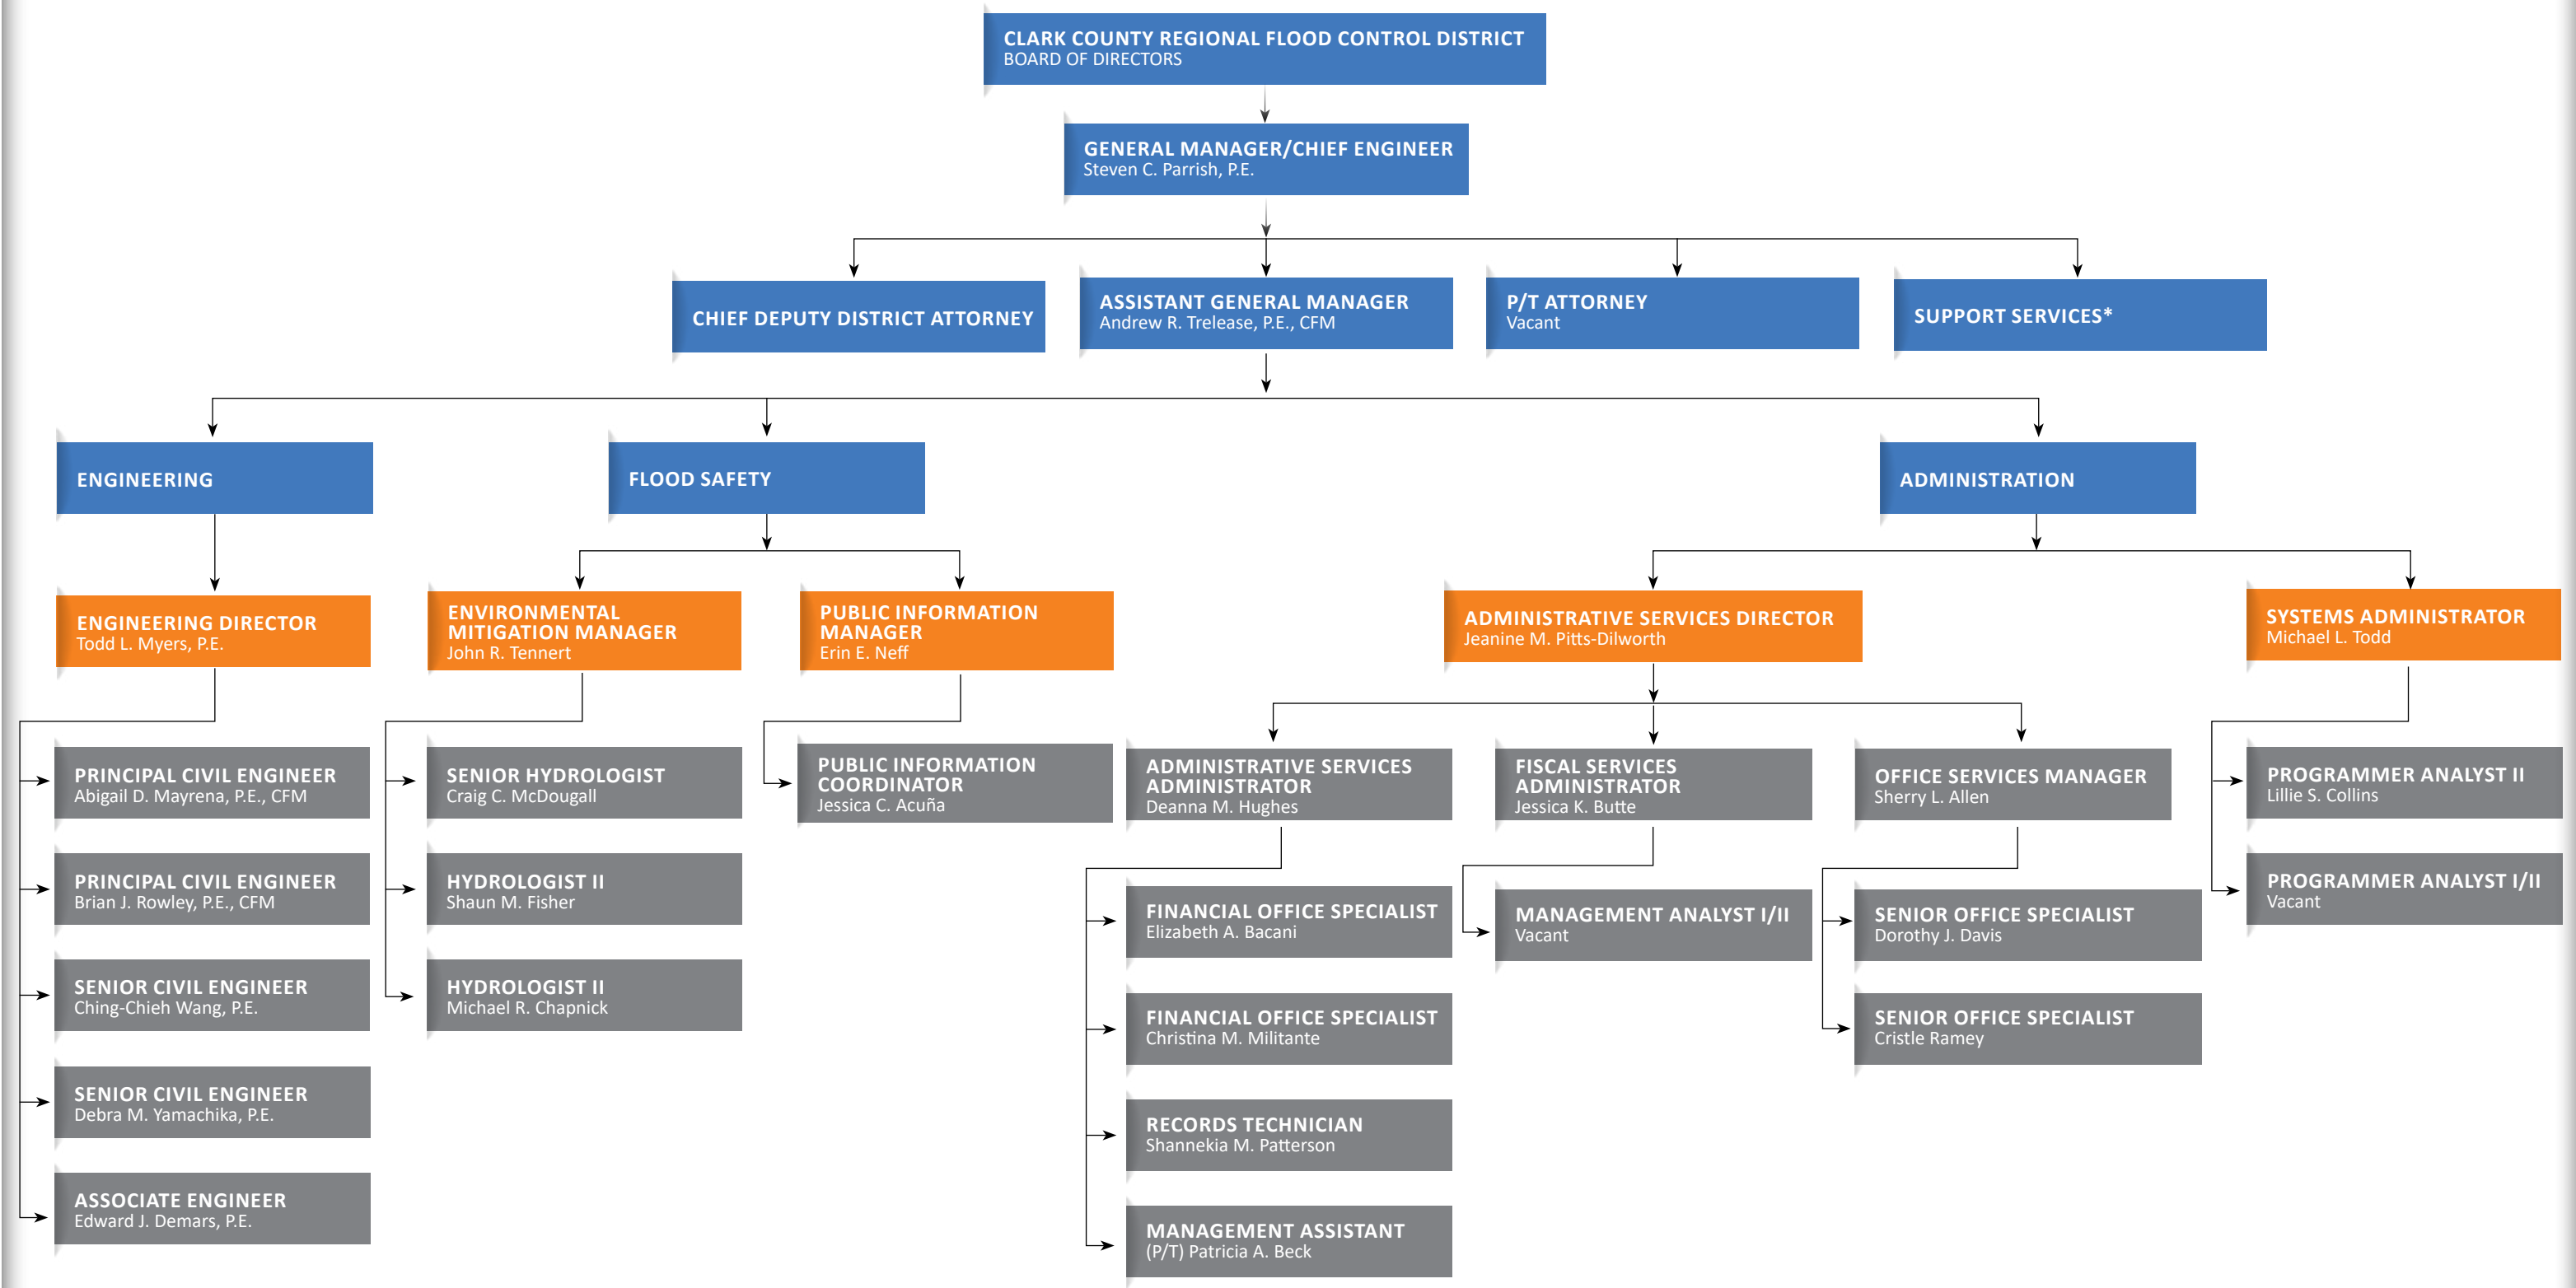 CLARK COUNTY REGIONAL FLOOD CONTROL DISTRICT
BOARD OF DIRECTORS
GENERAL MANAGER/CHIEF ENGINEER
Steven C. Parrish, P.E.
CHIEF DEPUTY DISTRICT ATTORNEY
ASSISTANT GENERAL MANAGER
Andrew R. Trelease, P.E., CFM
P/T ATTORNEY
Vacant
SUPPORT SERVICES*
ENGINEERING
FLOOD SAFETY
ADMINISTRATION
ENGINEERING DIRECTOR
Todd L. Myers, P.E.
ENVIRONMENTAL
MITIGATION MANAGER
John R. Tennert
PUBLIC INFORMATION
MANAGER
Erin E. Neff
ADMINISTRATIVE SERVICES DIRECTOR
Jeanine M. Pitts-Dilworth
SYSTEMS ADMINISTRATOR
Michael L. Todd
PRINCIPAL CIVIL ENGINEER
Abigail D. Mayrena, P.E., CFM
PRINCIPAL CIVIL ENGINEER
Brian J. Rowley, P.E., CFM
SENIOR CIVIL ENGINEER
Ching-Chieh Wang, P.E.
SENIOR CIVIL ENGINEER
Debra M. Yamachika, P.E.
ASSOCIATE ENGINEER
Edward J. Demars, P.E.
SENIOR HYDROLOGIST
Craig C. McDougall
HYDROLOGIST II
Shaun M. Fisher
HYDROLOGIST II
Michael R. Chapnick
PUBLIC INFORMATION
COORDINATOR
Jessica C. Acuña
ADMINISTRATIVE SERVICES
ADMINISTRATOR
Deanna M. Hughes
FINANCIAL OFFICE SPECIALIST
Elizabeth A. Bacani
FINANCIAL OFFICE SPECIALIST
Christina M. Militante
RECORDS TECHNICIAN
Shannekia M. Patterson
MANAGEMENT ASSISTANT
(P/T) Patricia A. Beck
FISCAL SERVICES
ADMINISTRATOR
Jessica K. Butte
MANAGEMENT ANALYST I/II
Vacant
OFFICE SERVICES MANAGER
Sherry L. Allen
SENIOR OFFICE SPECIALIST
Dorothy J. Davis
SENIOR OFFICE SPECIALIST
Cristle Ramey
PROGRAMMER ANALYST II
Lillie S. Collins
PROGRAMMER ANALYST I/II
Vacant